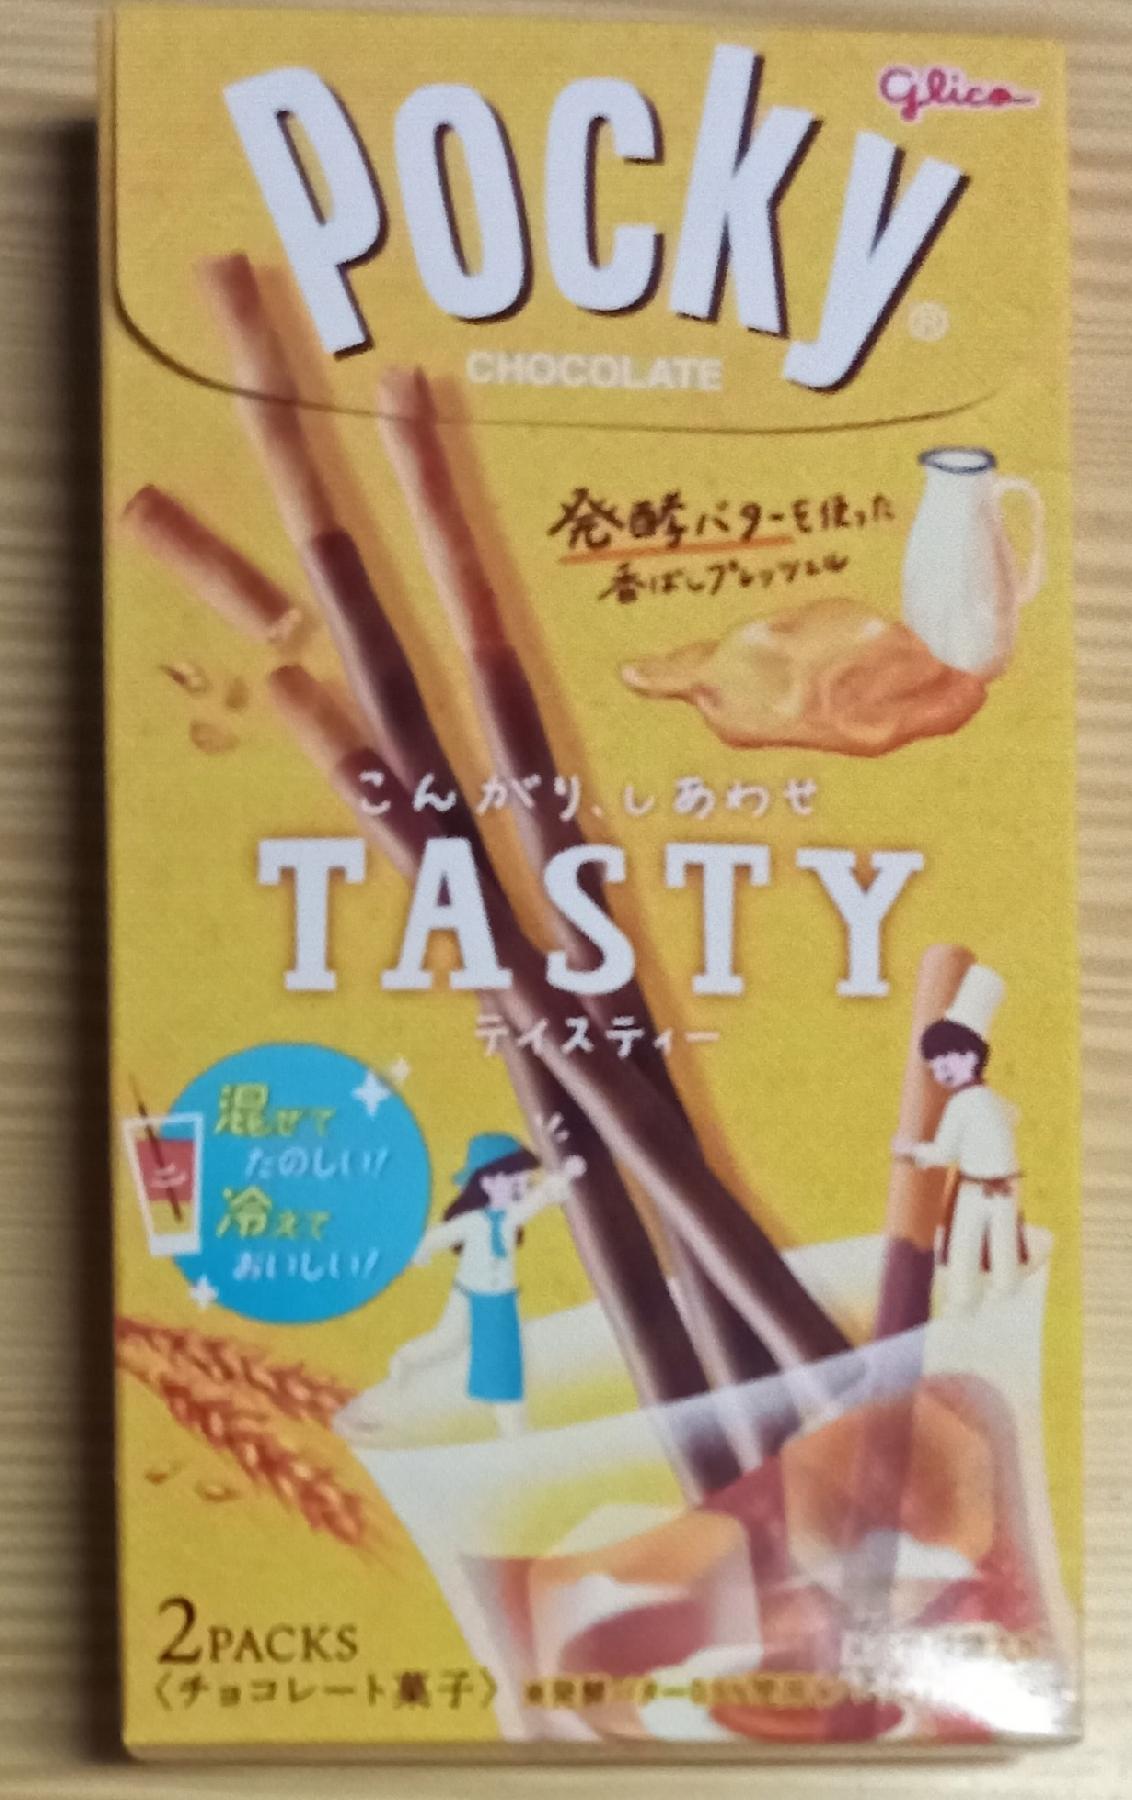 Glico
Pocky
®
CHOCOLATE
発酵バターを使った
香ばしプレッツェル
こんがり、しあわせ
TASTY
テイスティー
混ぜて
たのしい!
冷えて
おいしい!
2PACKS
〈チョコレート菓子〉